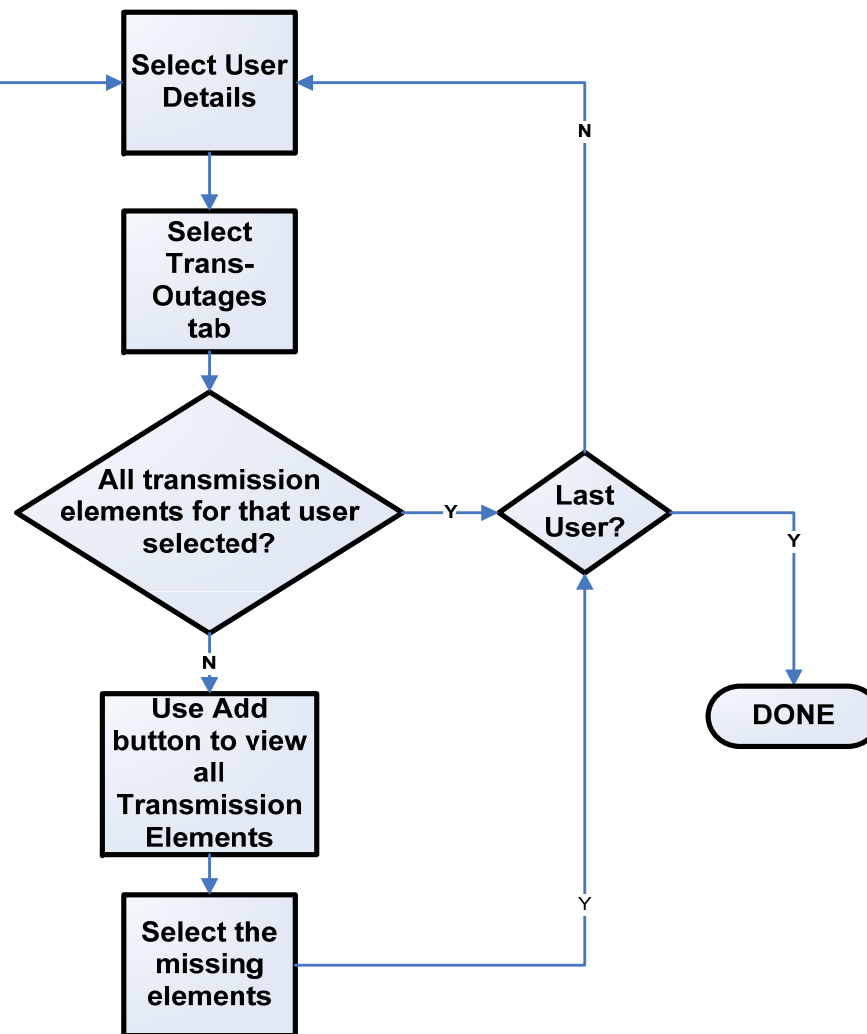 Select User
Details
N
Select
Trans-
Outages
tab
All transmission
elements for that user
selected?
Y
Last
User?
Y
N
Use Add
button to view
all
Transmission
Elements
DONE
Y
Select the
missing
elements